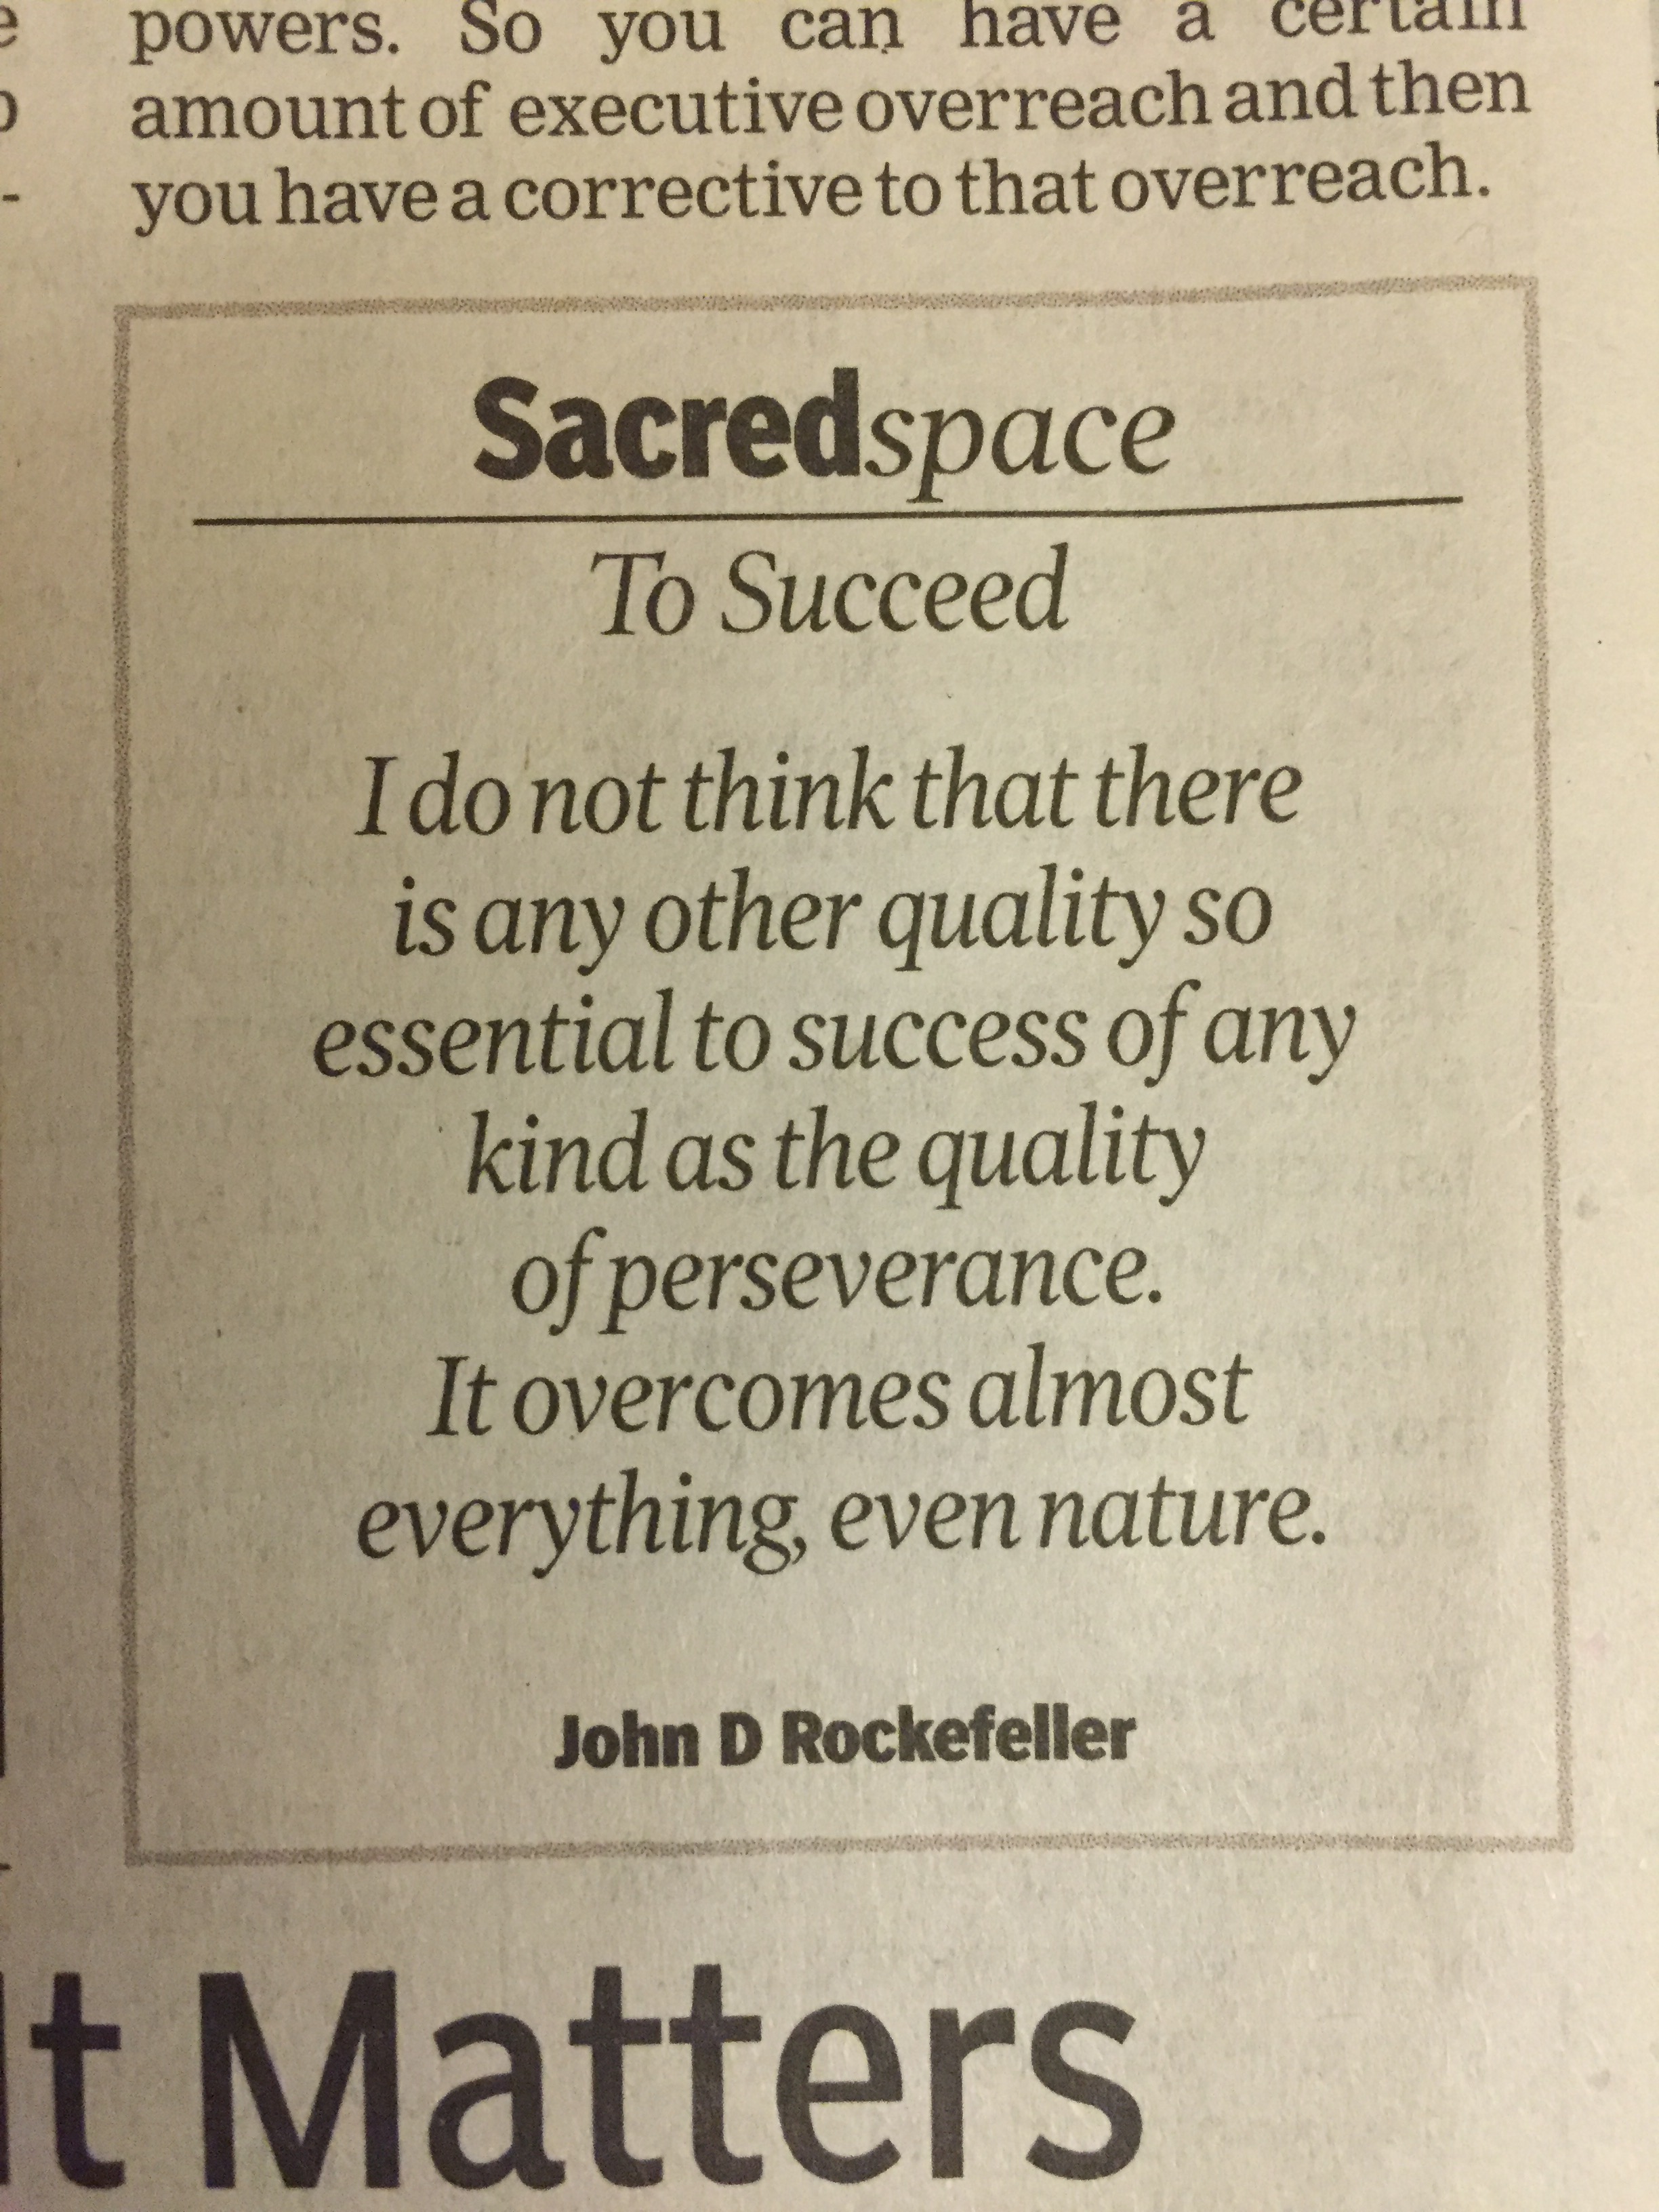 powers. So you can have a certain
amount of executive overreach and then
you have a corrective to that overreach.
Sacredspace
To Succeed
I do not think that there
is any other quality so
essential to success of any
kind as the quality
of perseverance.
It overcomes almost
everything, even nature.
John D Rockefeller
t Matters